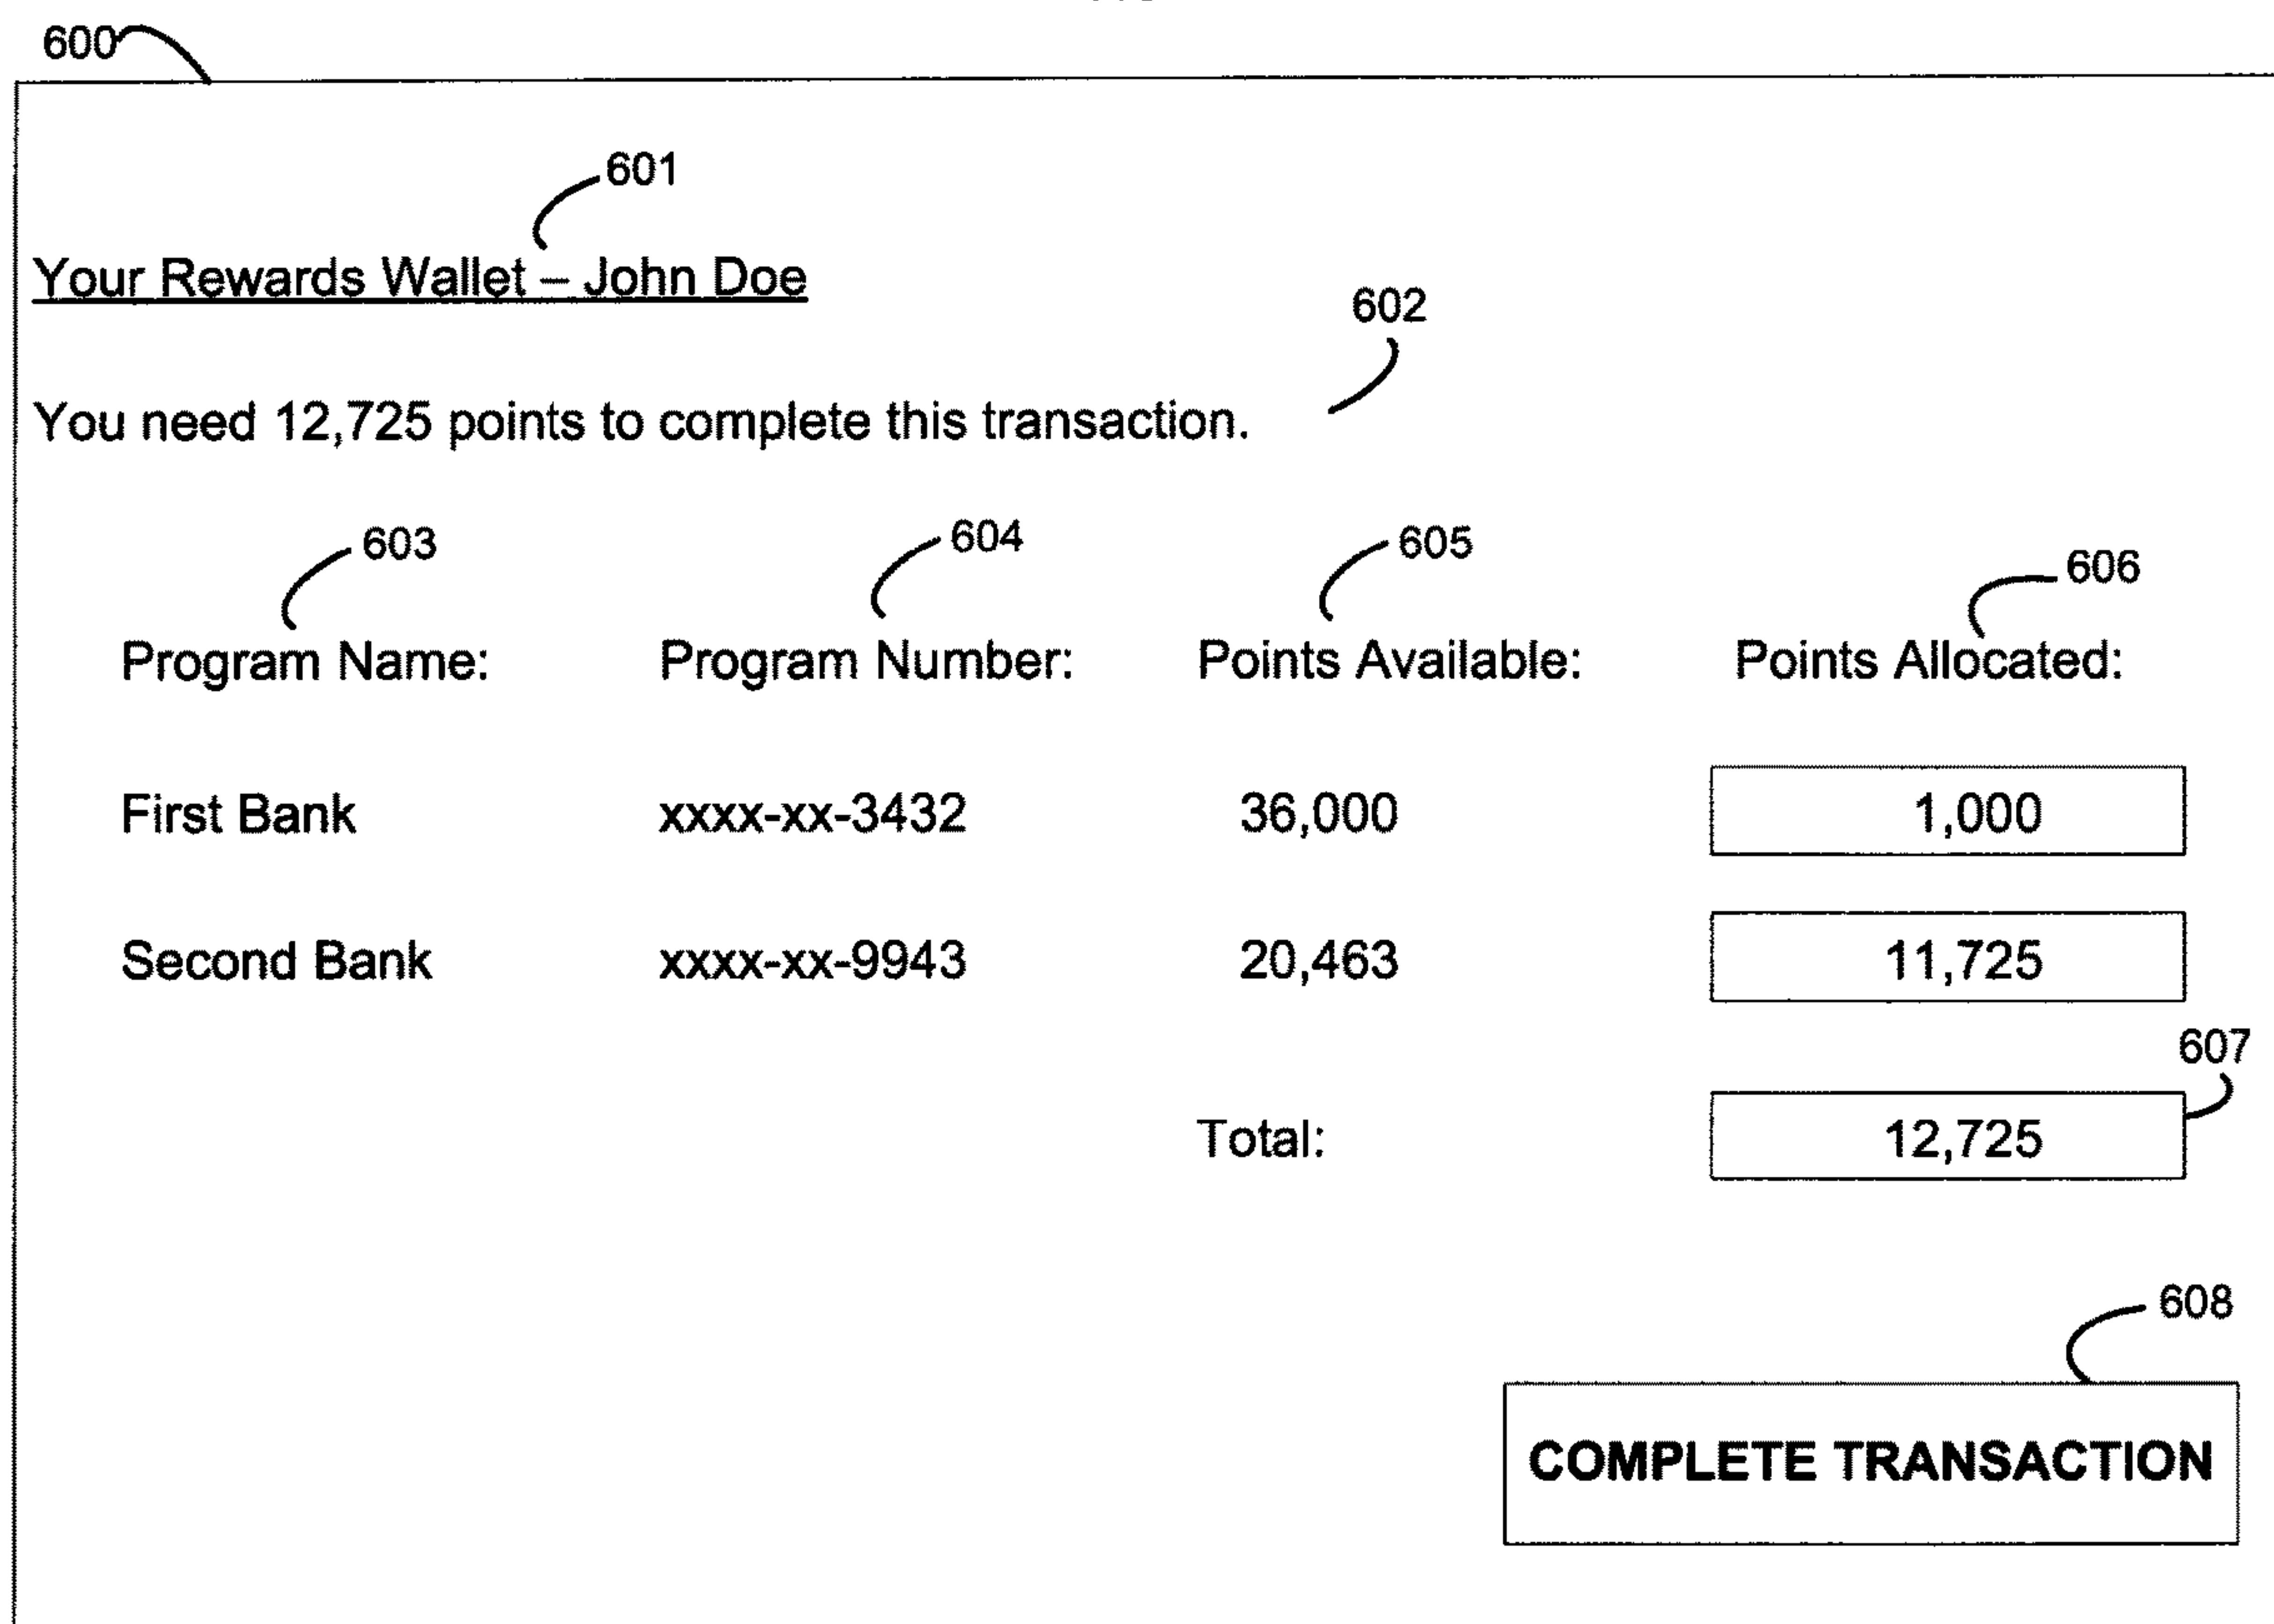 600
601
Your Rewards Wallet – John Doe
602
You need 12,725 points to complete this transaction.
603 604 605 606
Program Name: Program Number: Points Available: Points Allocated:
First Bank xxxx-xx-3432 36,000 1,000
Second Bank xxxx-xx-9943 20,463 11,725
607
Total: 12,725
608
COMPLETE TRANSACTION